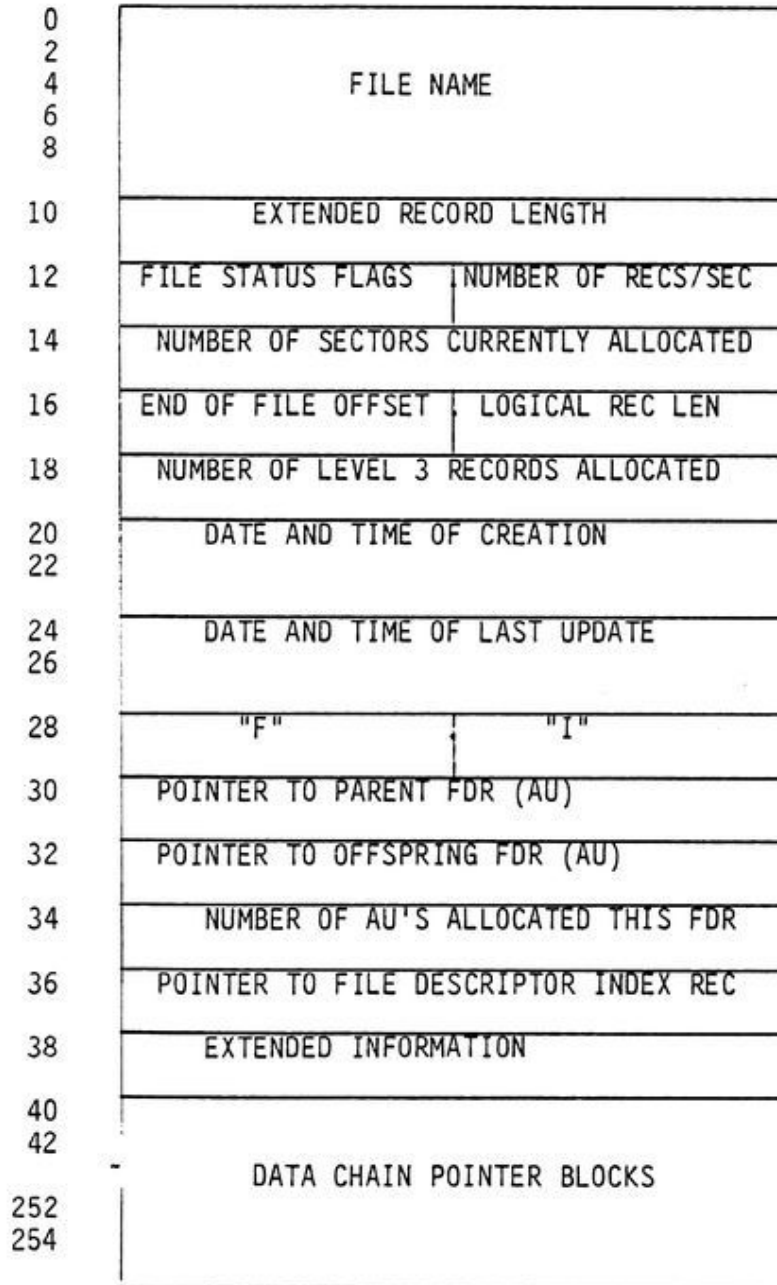 0
2
4 FILE NAME
6
8
10 EXTENDED RECORD LENGTH
12 FILE STATUS FLAGS NUMBER OF RECS/SEC
14 NUMBER OF SECTORS CURRENTLY ALLOCATED
16 END OF FILE OFFSET LOGICAL REC LEN
18 NUMBER OF LEVEL 3 RECORDS ALLOCATED
20 DATE AND TIME OF CREATION
22
24 DATE AND TIME OF LAST UPDATE
26
28 "F" "I"
30 POINTER TO PARENT FDR (AU)
32 POINTER TO OFFSPRING FDR (AU)
34 NUMBER OF AU'S ALLOCATED THIS FDR
36 POINTER TO FILE DESCRIPTOR INDEX REC
38 EXTENDED INFORMATION
40
42
DATA CHAIN POINTER BLOCKS
252
254